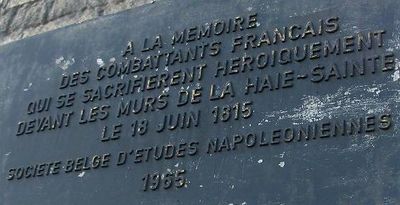 A LA MEMOIRE
DES COMBATTANTS FRANCAIS
QUI SE SACRIFIERENT HEROIQUEMENT
DEVANT LES MURS DE LA HAIE-SAINTE
LE 18 JUIN 1815
SOCIETE BELGE D'ETUDES NAPOLEONIENNES
1965